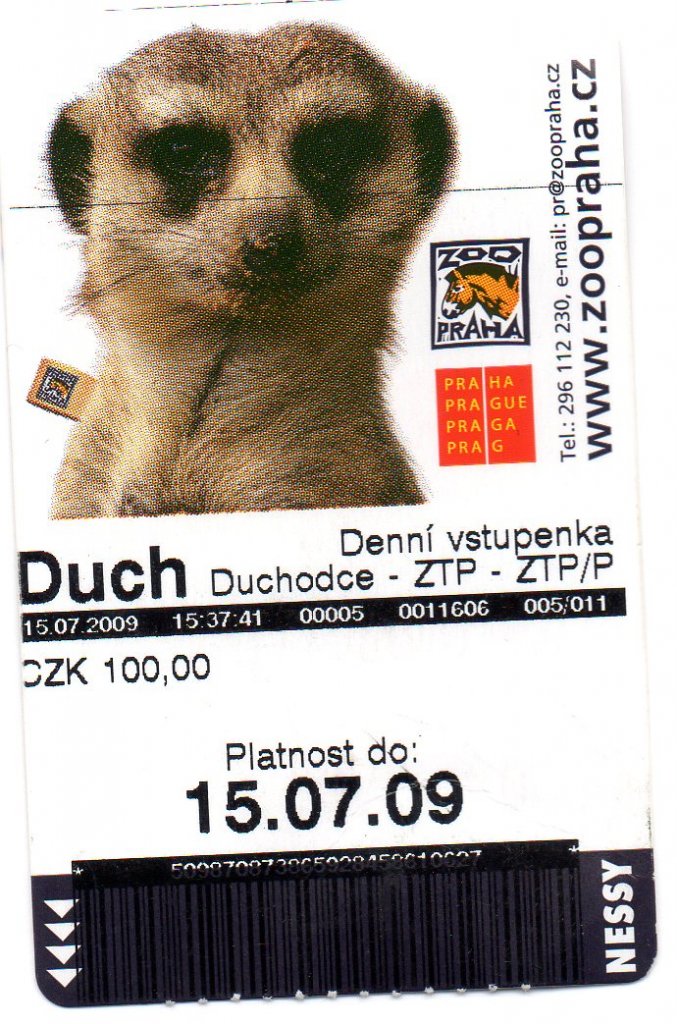 Tel.: 296 112 230, e-mail: pr@zoopraha.cz
www.zoopraha.cz
ZOO
PRAHA
PRAHA
PRAGUE
PRAGA
PRAG
Denní vstupenka
Duch Duchodce - ZTP - ZTP/P
15.07.2009 15:37:41 00005 0011606 005/011
CZK 100,00
Platnost do:
15.07.09
NESSY